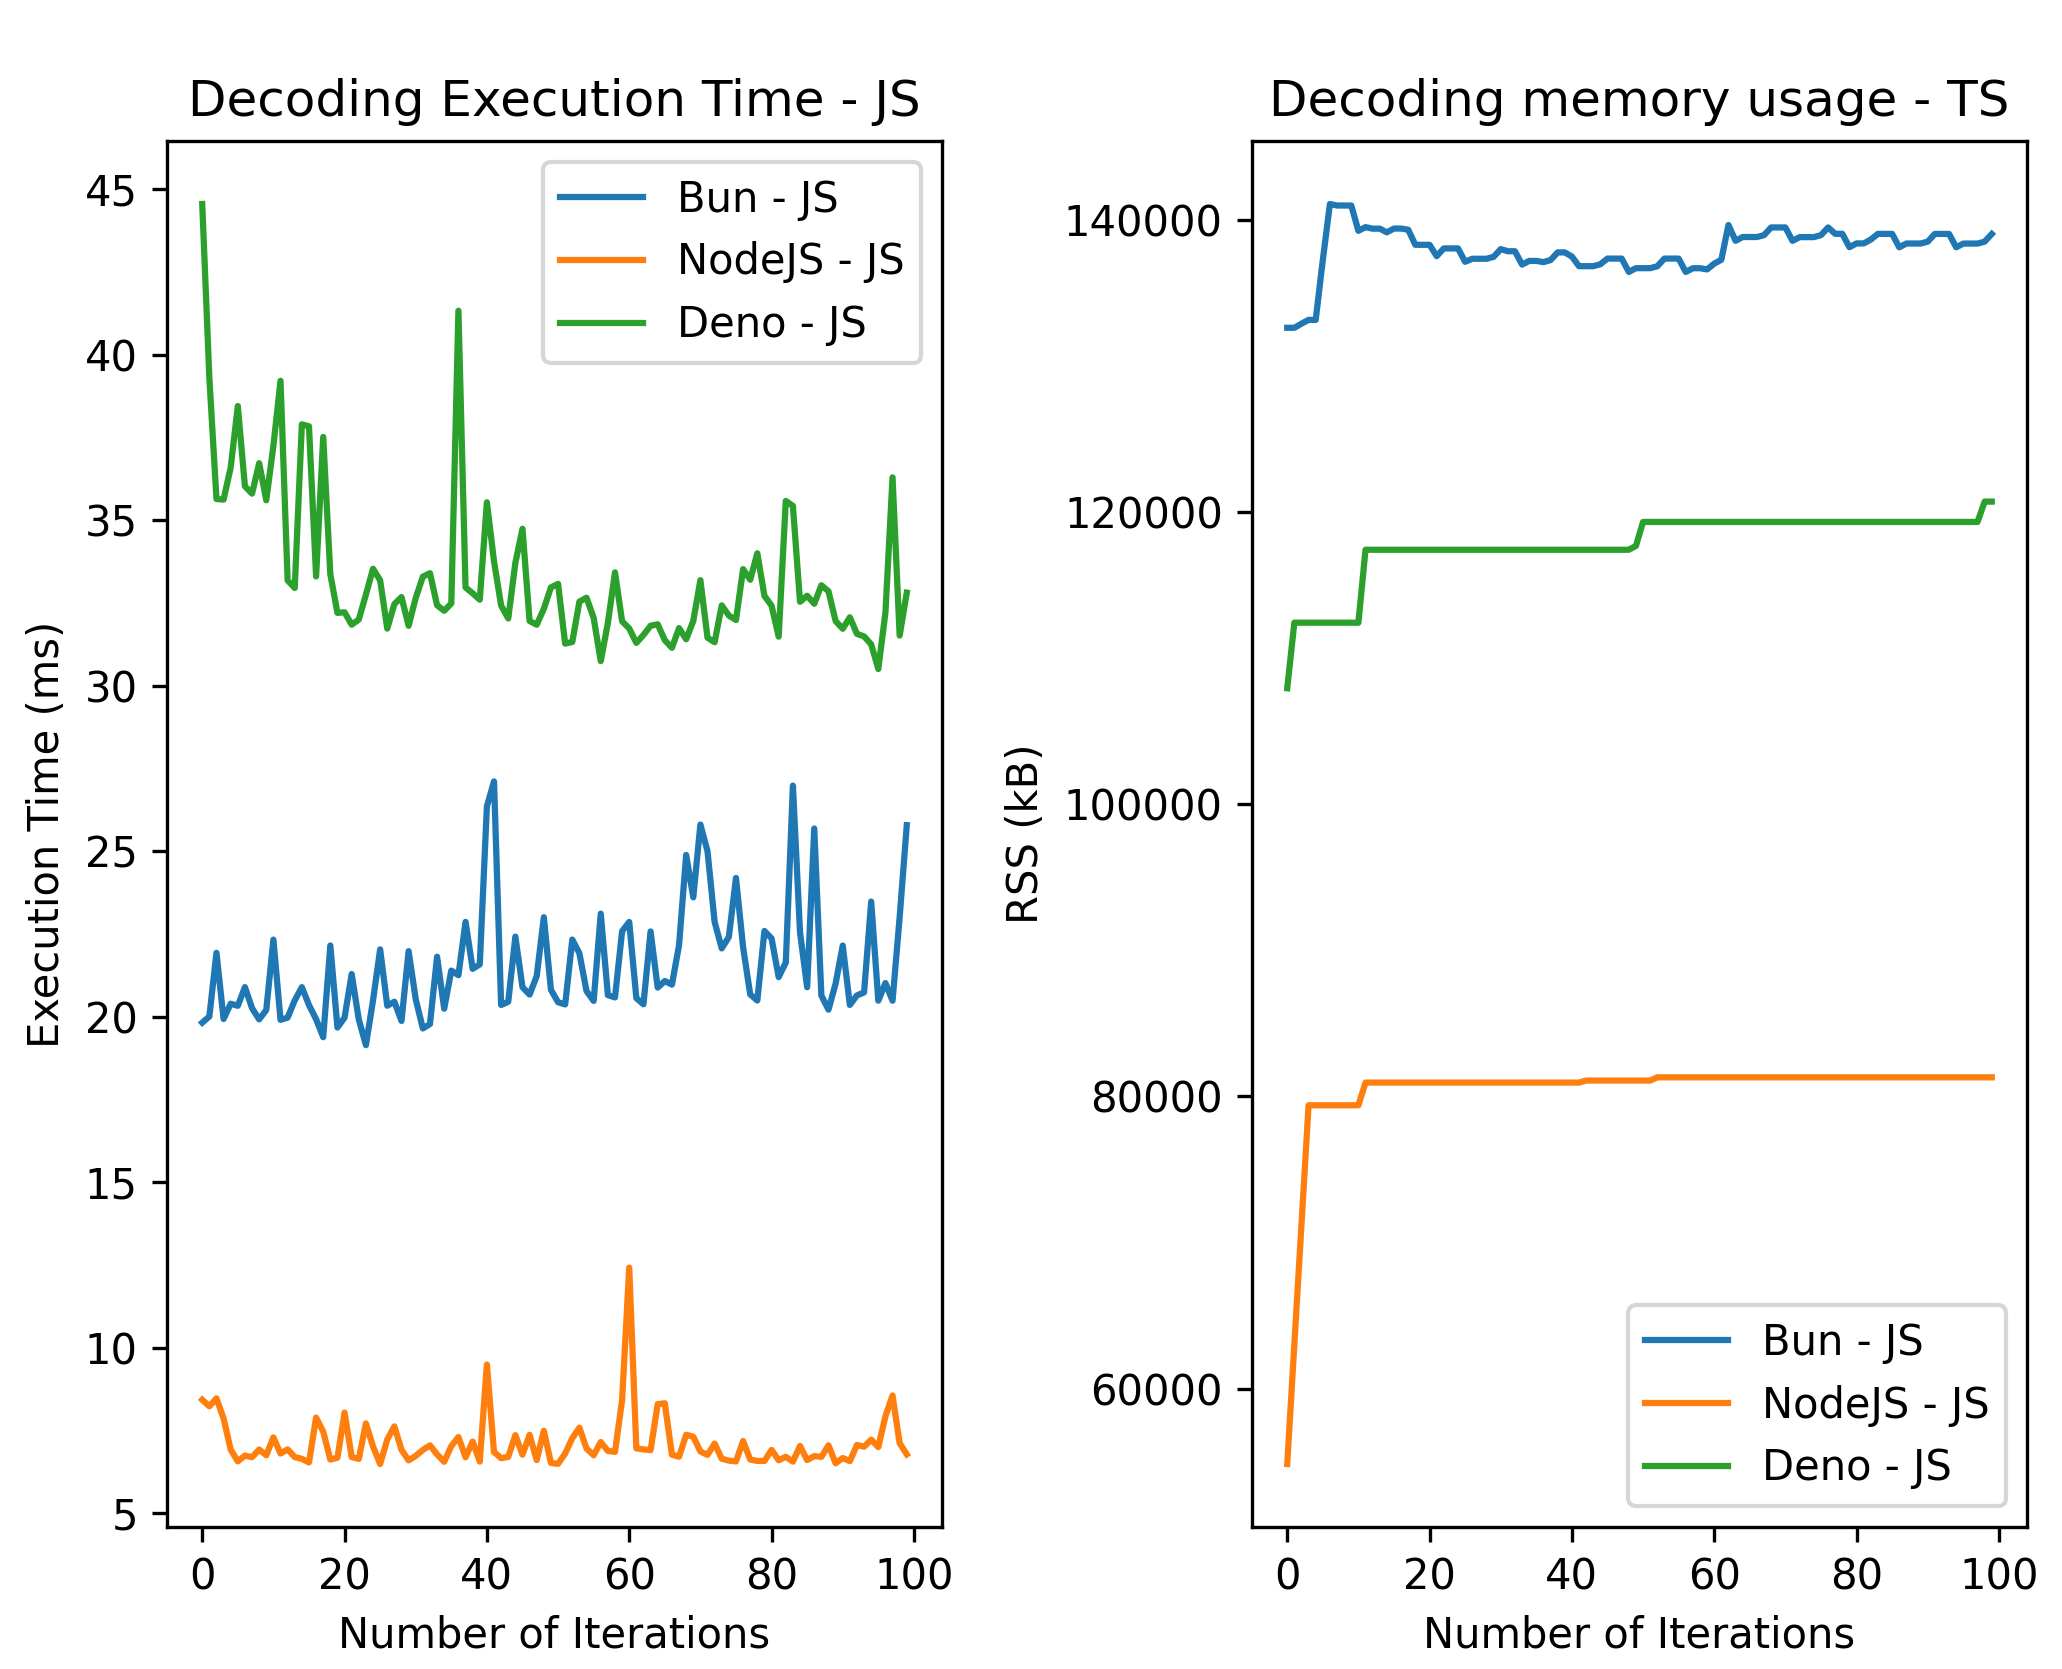 Decoding Execution Time - JS
Execution Time (ms)
45
40
35
30
25
20
15
10
5
Bun - JS
NodeJS - JS
Deno - JS
0 20 40 60 80 100
Number of Iterations
Decoding memory usage - TS
RSS (kB)
140000
120000
100000
80000
60000
Bun - JS
NodeJS - JS
Deno - JS
0 20 40 60 80 100
Number of Iterations